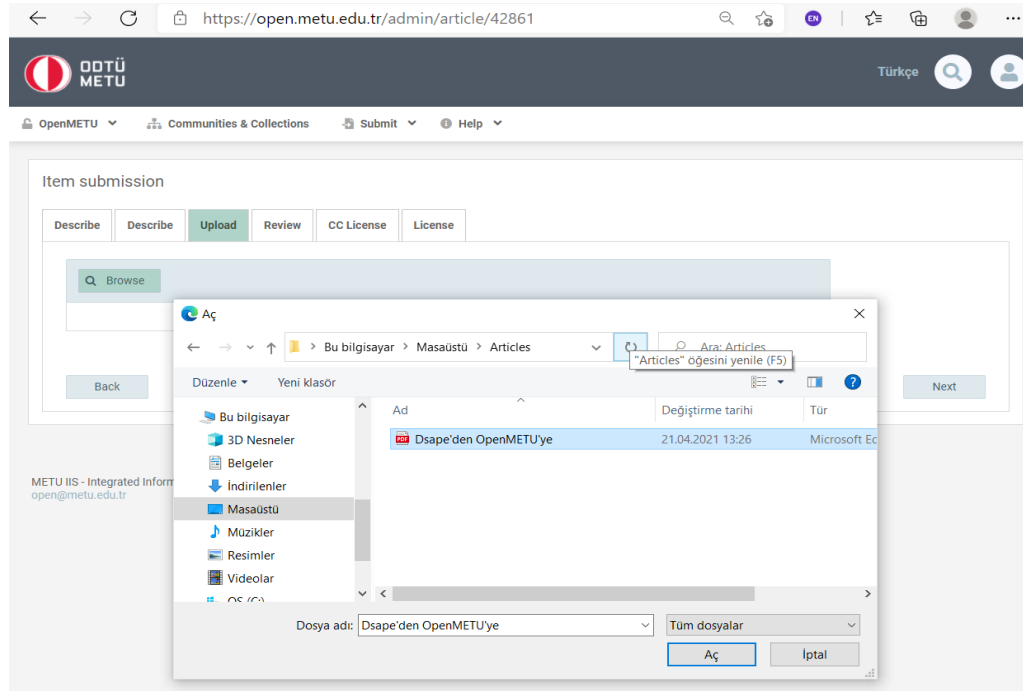 https://open.metu.edu.tr/admin/article/42861
EN
ODTÜ
METU
Türkçe
OpenMETU
Communities & Collections
Submit
Help
Item submission
Describe
Describe
Upload
Review
CC License
License
Browse
Back
Next
METU IIS - Integrated Inform
open@metu.edu.tr
Aç
Bu bilgisayar > Masaüstü > Articles
Ara: Articles
"Articles" öğesini yenile (F5)
Düzenle
Yeni klasör
Bu bilgisayar
3D Nesneler
Belgeler
İndirilenler
Masaüstü
Müzikler
Resimler
Videolar
OS (C:)
Ad
Değiştirme tarihi
Tür
PDF
Dsape'den OpenMETU'ye
21.04.2021 13:26
Microsoft Ed
Dosya adı:
Dsape'den OpenMETU'ye
Tüm dosyalar
Aç
İptal